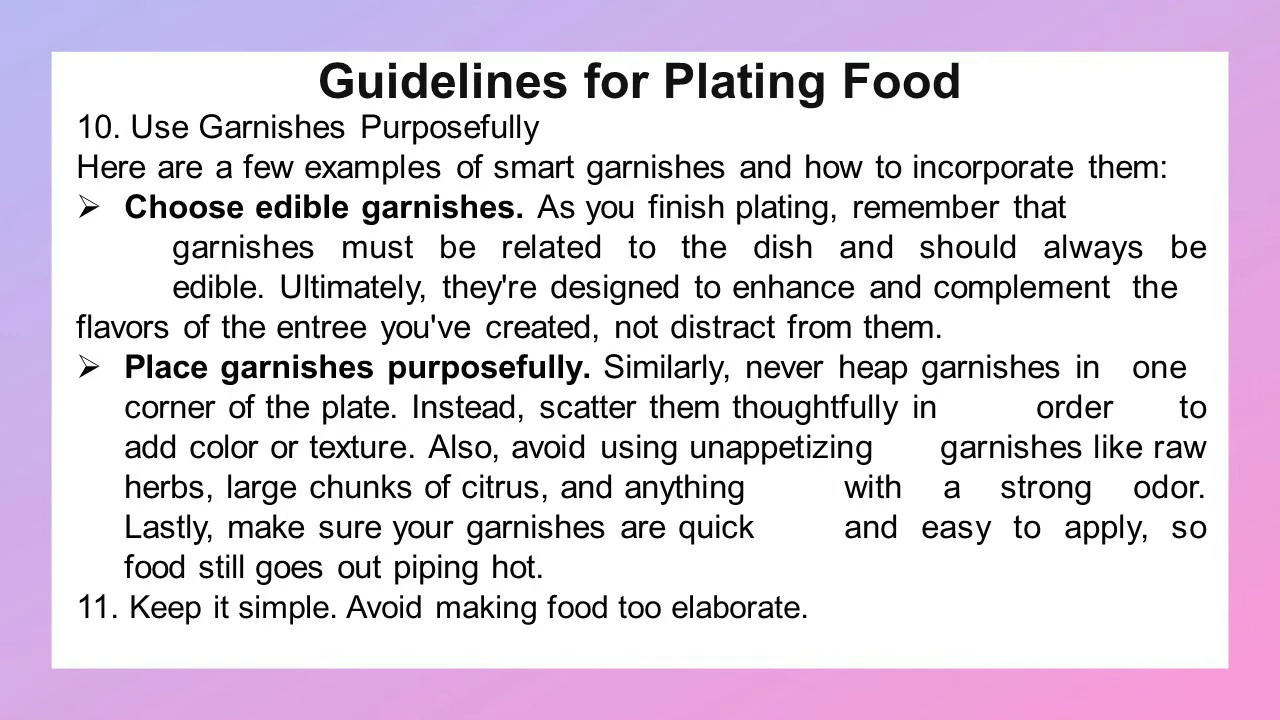 Guidelines for Plating Food
10. Use Garnishes Purposefully
Here are a few examples of smart garnishes and how to incorporate them:
➢ Choose edible garnishes. As you finish plating, remember that
garnishes must be related to the dish and should always be
edible. Ultimately, they're designed to enhance and complement the
flavors of the entree you've created, not distract from them.
➢ Place garnishes purposefully. Similarly, never heap garnishes in one
corner of the plate. Instead, scatter them thoughtfully in order to
add color or texture. Also, avoid using unappetizing garnishes like raw
herbs, large chunks of citrus, and anything with a strong odor.
Lastly, make sure your garnishes are quick and easy to apply, so
food still goes out piping hot.
11. Keep it simple. Avoid making food too elaborate.